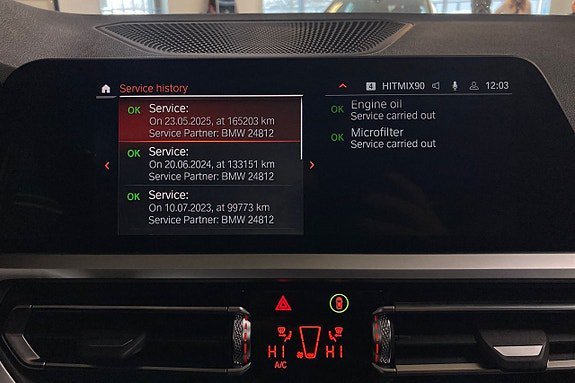 Service history
4 HITMIX90 12:03
OK Service:
On 23.05.2025, at 165203 km
Service Partner: BMW 24812
OK Service:
On 20.06.2024, at 133151 km
Service Partner: BMW 24812
OK Service:
On 10.07.2023, at 99773 km
Service Partner: BMW 24812
OK Engine oil
Service carried out
OK Microfilter
Service carried out
HI HI
A/C